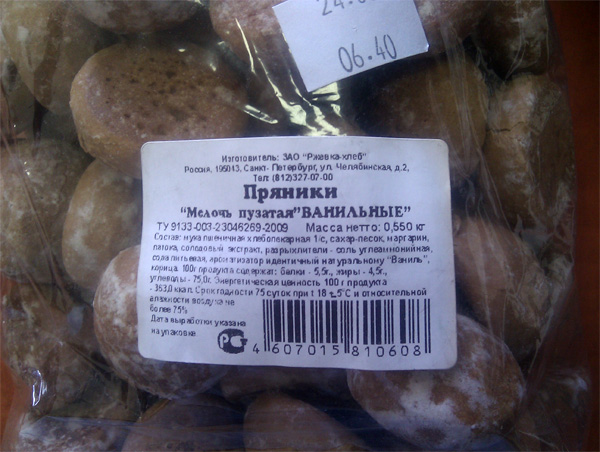 06.40
Изготовитель: ЗАО "Ржевка-хлеб"
Россия, 195013, Санкт- Петербург, ул. Челябинская, д.2,
Тел: (812)327-07-00
Пряники
"Мелочь пузатая"ВАНИЛЬНЫЕ"
ТУ 9133-003-23046269-2009 Масса нетто: 0,550 кг
Состав: мука пшеничная хлебопекарная 1-с, сахар-песок, маргарин,
патока, солодовый экстракт, разрыхлители - соль углеаммонийная,
сода питьевая, ароматизатор идентичный натуральному "Ваниль",
корица. 100г продукта содержат: белки - 5,5г., жиры - 4,5г.,
углеводы - 75,0г. Энергетическая ценность 100 г продукта
- 363,0 ккал. Срок годности 75 суток при t 18 ± 5°С и относительной
влажности воздуха не
более 75%
Дата выработки указана
на упаковке
РС
4 607015 810608